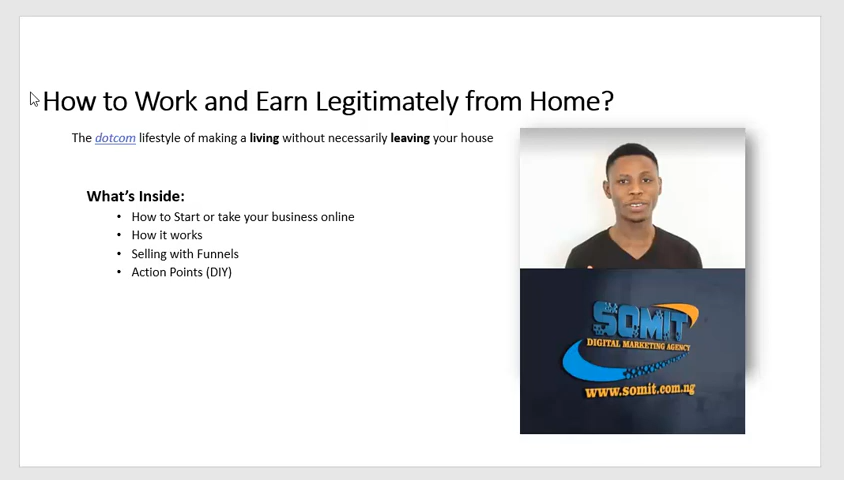 How to Work and Earn Legitimately from Home?
The dotcom lifestyle of making a living without necessarily leaving your house
What's Inside:
• How to Start or take your business online
• How it works
• Selling with Funnels
• Action Points (DIY)
SOMIT
DIGITAL MARKETING AGENCY
www.somit.com.ng